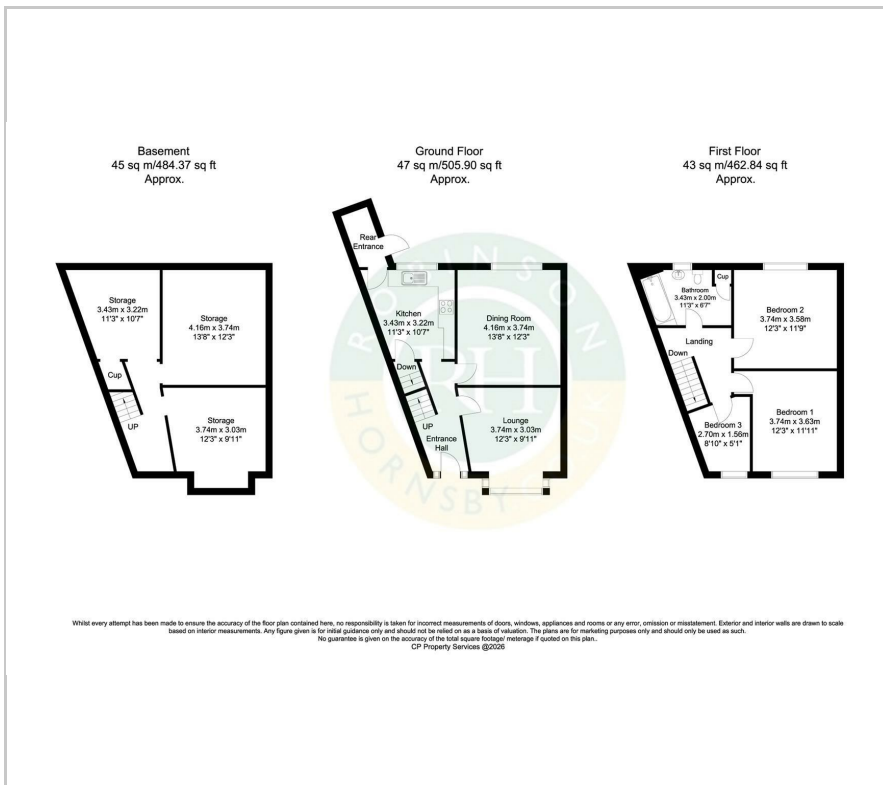 Basement
45 sq m/484.37 sq ft
Approx.
Storage
3.43m x 3.22m
11'3" x 10'7"
Storage
4.16m x 3.74m
13'8" x 12'3"
Cup
UP
Storage
3.74m x 3.03m
12'3" x 9'11"
Ground Floor
47 sq m/505.90 sq ft
Approx.
Rear
Entrance
Kitchen
3.43m x 3.22m
11'3" x 10'7"
Dining Room
4.16m x 3.74m
13'8" x 12'3"
Down
UP
Entrance
Hall
Lounge
3.74m x 3.03m
12'3" x 9'11"
ROBINSON
RH
HORNSBY UK
First Floor
43 sq m/462.84 sq ft
Approx.
Bathroom
3.43m x 2.00m
11'3" x 6'7"
Cup
Bedroom 2
3.74m x 3.58m
12'3" x 11'9"
Landing
Down
Bedroom 3
2.70m x 1.56m
8'10" x 5'1"
Bedroom 1
3.74m x 3.63m
12'3" x 11'11"
Whilst every attempt has been made to ensure the accuracy of the floor plan contained here, no responsibility is taken for incorrect measurements of doors, windows, appliances and rooms or any error, omission or misstatement. Exterior and interior walls are drawn to scale
based on interior measurements. Any figure given is for initial guidance only and should not be relied on as a basis of valuation. The plans are for marketing purposes only and should only be used as such.
No guarantee is given on the accuracy of the total square footage/ meterage if quoted on this plan..
CP Property Services @2026